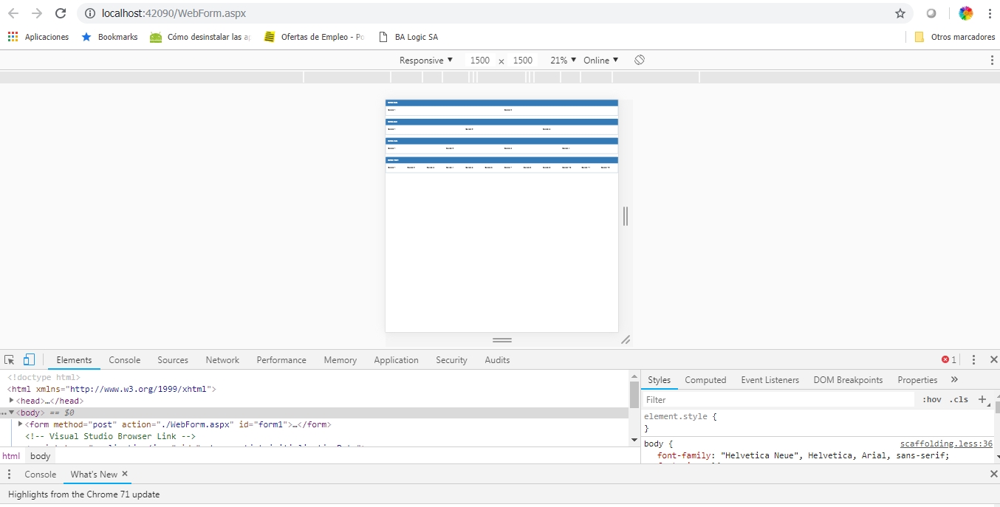 localhost:42090/WebForm.aspx
Aplicaciones Bookmarks Cómo desinstalar las ap Ofertas de Empleo - Po BA Logic SA Otros marcadores
Responsive ▼ 1500 × 1500 21% ▼ Online ▼
Elements Console Sources Network Performance Memory Application Security Audits 1
<!doctype html>
<html xmlns="http://www.w3.org/1999/xhtml">
<head>…</head>
…<body> == $0
<form method="post" action="./WebForm.aspx" id="form1">…</form>
<!-- Visual Studio Browser Link -->
html body
Styles Computed Event Listeners DOM Breakpoints Properties »
Filter :hov .cls +
element.style {
}
body { scaffolding.less:36
font-family: "Helvetica Neue", Helvetica, Arial, sans-serif;
Console What's New ×
Highlights from the Chrome 71 update